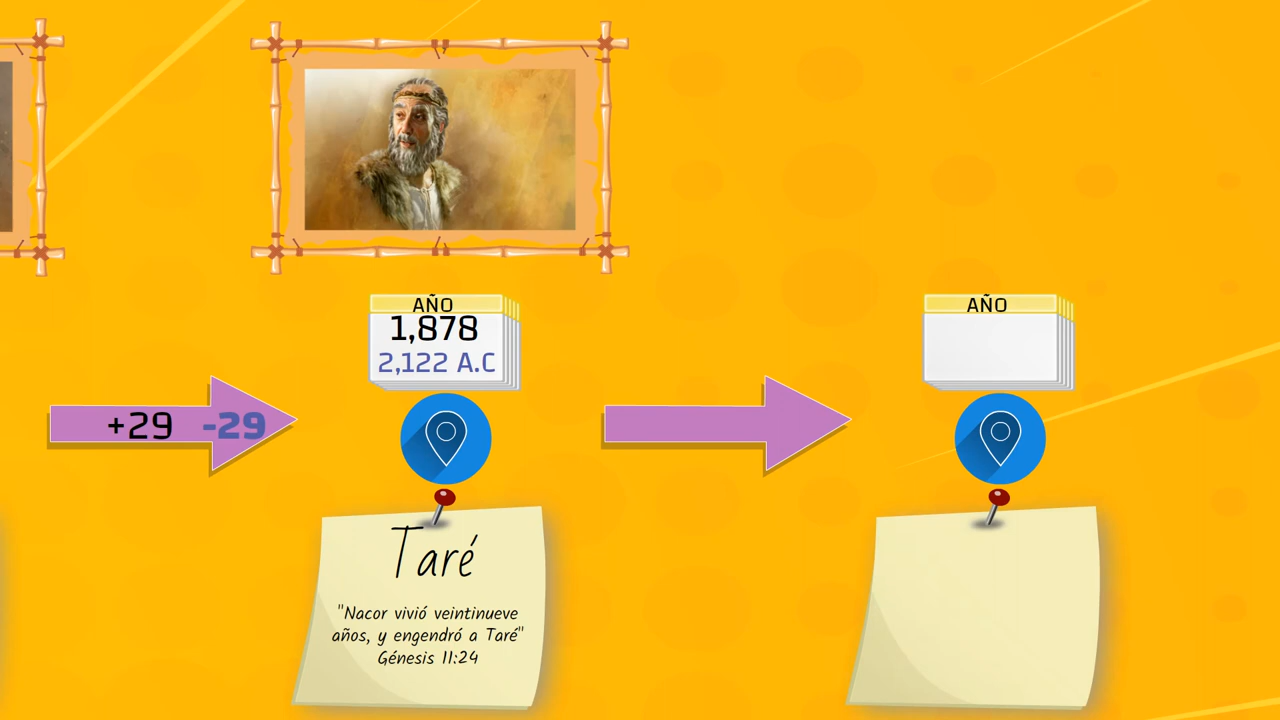 AÑO
1,878
2,122 A.C
+29 -29
Taré
"Nacor vivió veintinueve
años, y engendró a Taré"
Génesis 11:24
AÑO